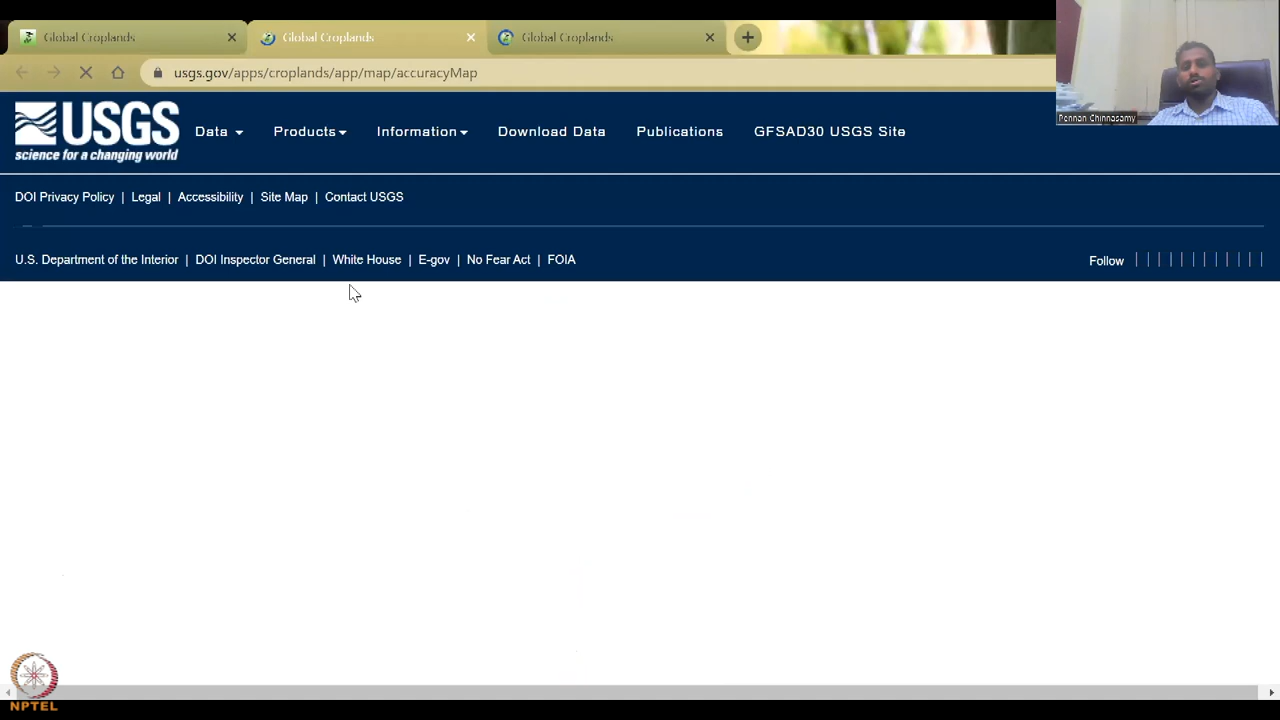 Global Croplands
Global Croplands
Global Croplands
usgs.gov/apps/croplands/app/map/accuracyMap
USGS
science for a changing world
Data
Products
Information
Download Data
Publications
GFSAD30 USGS Site
Pennan Chinnasamy
DOI Privacy Policy | Legal | Accessibility | Site Map | Contact USGS
U.S. Department of the Interior | DOI Inspector General | White House | E-gov | No Fear Act | FOIA
Follow
NPTEL